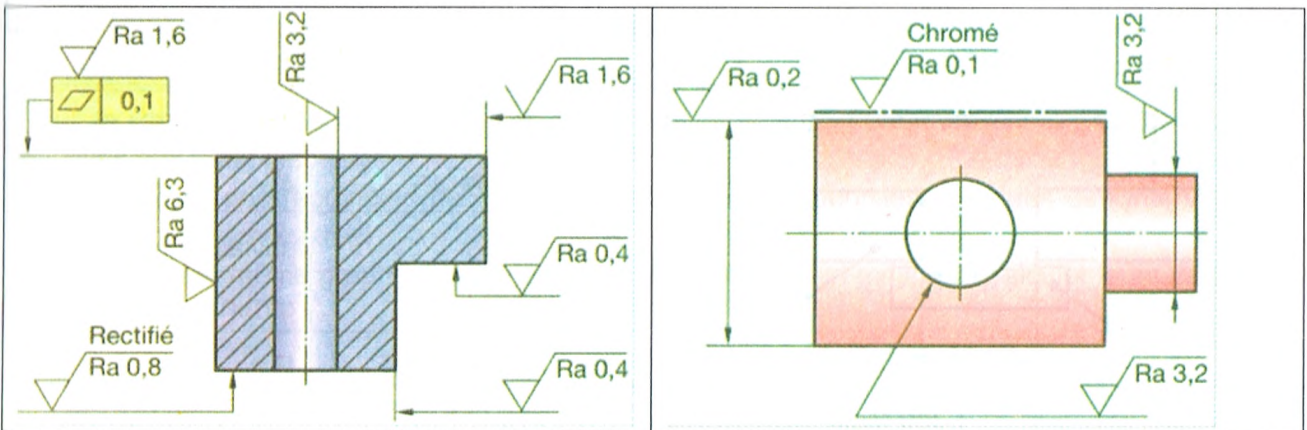 Ra 1,6
0,1
Ra 3,2
Ra 1,6
Ra 6,3
Ra 0,4
Rectifié
Ra 0,8
Ra 0,4
Ra 0,2
Chromé
Ra 0,1
Ra 3,2
Ra 3,2